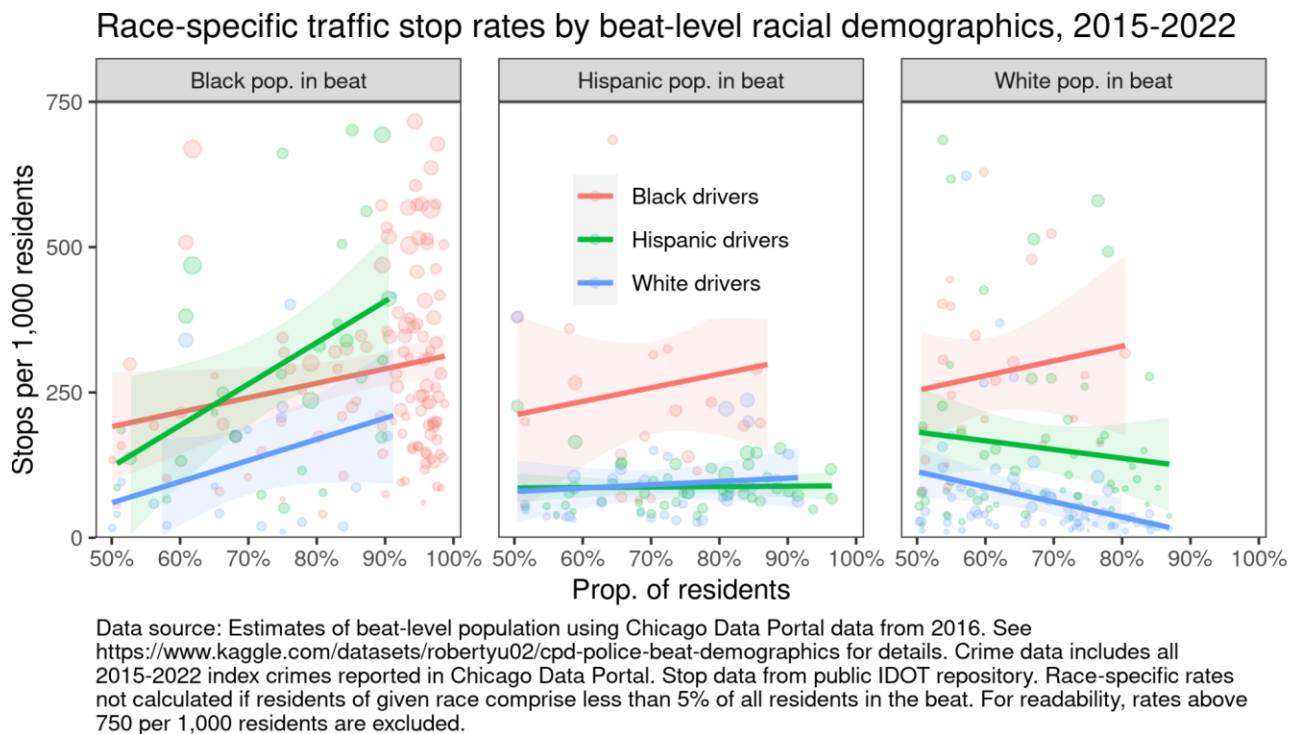 Race-specific traffic stop rates by beat-level racial demographics, 2015-2022
Black pop. in beat
Hispanic pop. in beat
White pop. in beat
Stops per 1,000 residents
750
500
250
0
Black drivers
Hispanic drivers
White drivers
50% 60% 70% 80% 90% 100%
50% 60% 70% 80% 90% 100%
50% 60% 70% 80% 90% 100%
Prop. of residents
Data source: Estimates of beat-level population using Chicago Data Portal data from 2016. See
https://www.kaggle.com/datasets/robertyu02/cpd-police-beat-demographics for details. Crime data includes all
2015-2022 index crimes reported in Chicago Data Portal. Stop data from public IDOT repository. Race-specific rates
not calculated if residents of given race comprise less than 5% of all residents in the beat. For readability, rates above
750 per 1,000 residents are excluded.